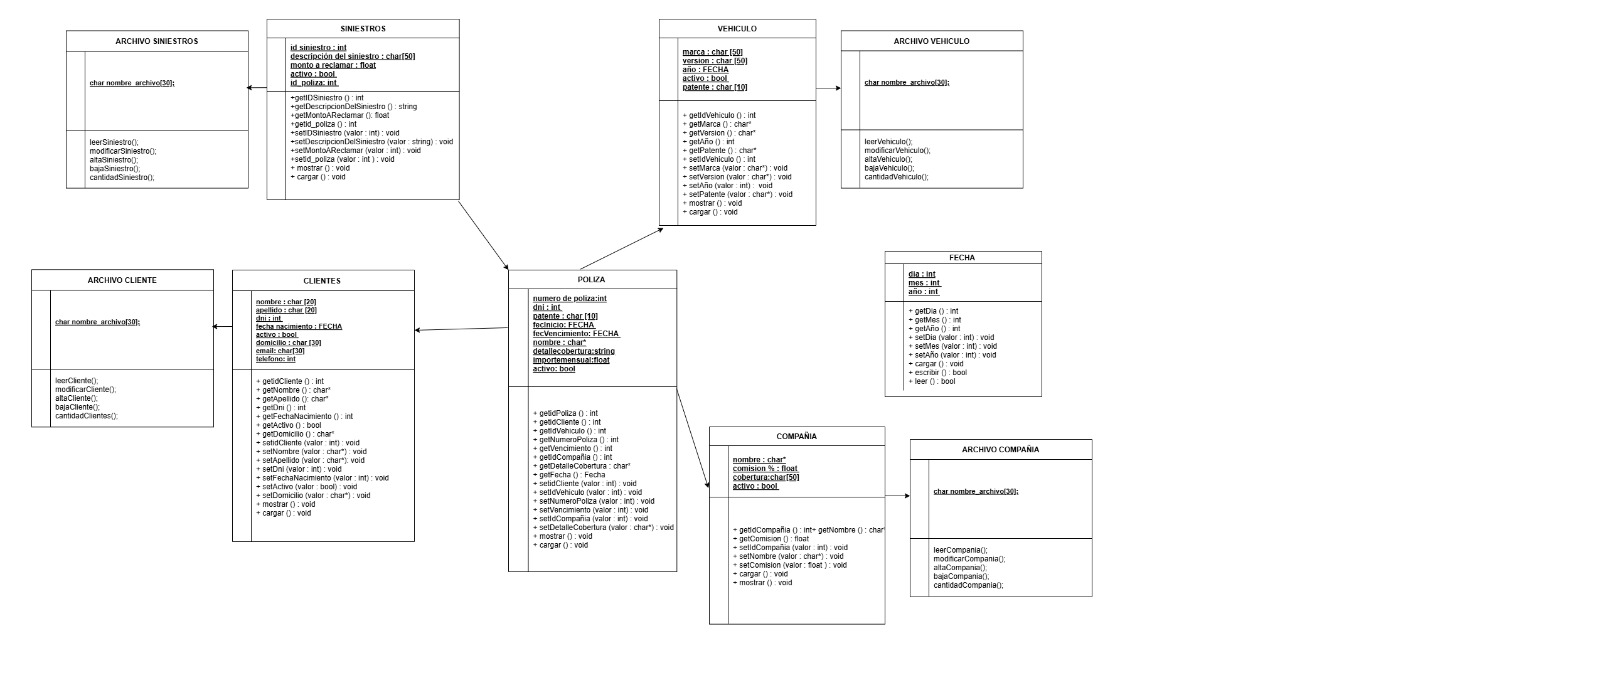 ARCHIVO SINIESTROS
char nombre_archivo[30];
leerSiniestro();
modificarSiniestro();
altaSiniestro();
bajaSiniestro();
cantidadSiniestro();
SINIESTROS
id siniestro : int
descripción del siniestro : char[50]
monto a reclamar : float
activo : bool
id_poliza: int
+getIDSiniestro () : int
+getDescripcionDelSiniestro () : string
+getMontoAReclamar (): float
+getid_poliza () : int
+setIDSiniestro (valor : int) : void
+setDescripcionDelSiniestro (valor : string) : void
+setMontoAReclamar (valor : int) : void
+setid_poliza (valor : int ) : void
+ mostrar () : void
+ cargar () : void
VEHICULO
marca : char [50]
version : char [50]
año : FECHA
activo : bool
patente : char [10]
+ getIdVehiculo () : int
+ getMarca () : char*
+ getVersion () : char*
+ getAño () : int
+ getPatente () : char*
+ setIdVehiculo () : int
+ setMarca (valor : char*) : void
+ setVersion (valor : char*) : void
+ setAño (valor : int) : void
+ setPatente (valor : char*) : void
+ mostrar () : void
+ cargar () : void
ARCHIVO VEHICULO
char nombre_archivo[30];
leerVehiculo();
modificarVehiculo();
altaVehiculo();
bajaVehiculo();
cantidadVehiculo();
ARCHIVO CLIENTE
char nombre_archivo[30];
leerCliente();
modificarCliente();
altaCliente();
bajaCliente();
cantidadClientes();
CLIENTES
nombre : char [20]
apellido : char [20]
dni : int
fecha nacimiento : FECHA
activo : bool
domicilio : char [30]
email: char[30]
telefono: int
+ getidCliente () : int
+ getNombre () : char*
+ getApellido (): char*
+ getDni () : int
+ getFechaNacimiento () : int
+ getActivo () : bool
+ getDomicilio () : char*
+ setidCliente (valor : int) : void
+ setNombre (valor : char*) : void
+ setApellido (valor : char*): void
+ setDni (valor : int) : void
+ setFechaNacimiento (valor : int) : void
+ setActivo (valor : bool) : void
+ setDomicilio (valor : char*) : void
+ mostrar () : void
+ cargar () : void
POLIZA
numero de poliza:int
dni : int
patente : char [10]
fecInicio: FECHA
fecVencimiento: FECHA
nombre : char*
detallecobertura:string
importemensual:float
activo: bool
+ getidPoliza () : int
+ getidCliente () : int
+ getIdVehiculo () : int
+ getNumeroPoliza () : int
+ getVencimiento () : int
+ getIdCompañia () : int
+ getDetalleCobertura : char*
+ getFecha () : Fecha
+ setidCliente (valor : int) : void
+ setIdVehiculo (valor : int) : void
+ setNumeroPoliza (valor : int) : void
+ setVencimiento (valor : int) : void
+ setIdCompañia (valor : int) : void
+ setDetalleCobertura (valor : char*) : void
+ mostrar () : void
+ cargar () : void
FECHA
dia : int
mes : int
año : int
+ getDia () : int
+ getMes () : int
+ getAño () : int
+ setDia (valor : int) : void
+ setMes (valor : int) : void
+ setAño (valor : int) : void
+ cargar () : void
+ escribir () : bool
+ leer () : bool
COMPAÑIA
nombre : char*
comision % : float
cobertura:char[50]
activo : bool
+ getIdCompañia () : int+ getNombre () : char*
+ getComision () : float
+ setIdCompañia (valor : int) : void
+ setNombre (valor : char*) : void
+ setComision (valor : float ) : void
+ cargar () : void
+ mostrar () : void
ARCHIVO COMPAÑIA
char nombre_archivo[30];
leerCompania();
modificarCompania();
altaCompania();
bajaCompania();
cantidadCompania();